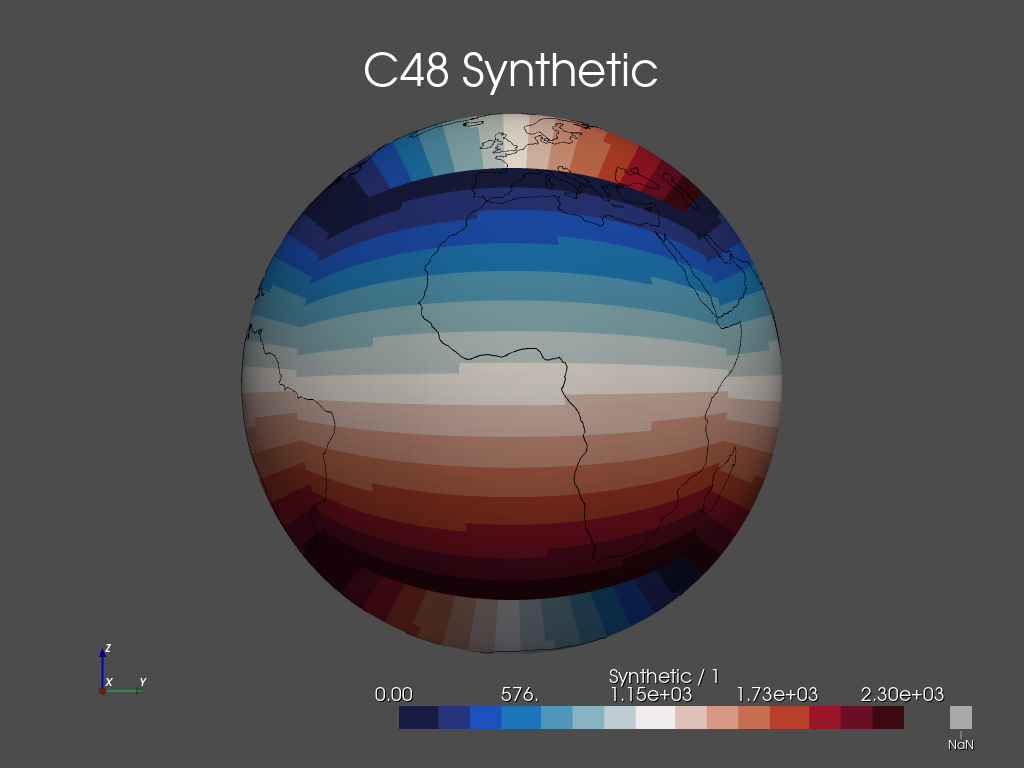 C48 Synthetic
Z
X Y
Synthetic / 1
0.00 576. 1.15e+03 1.73e+03 2.30e+03
NaN